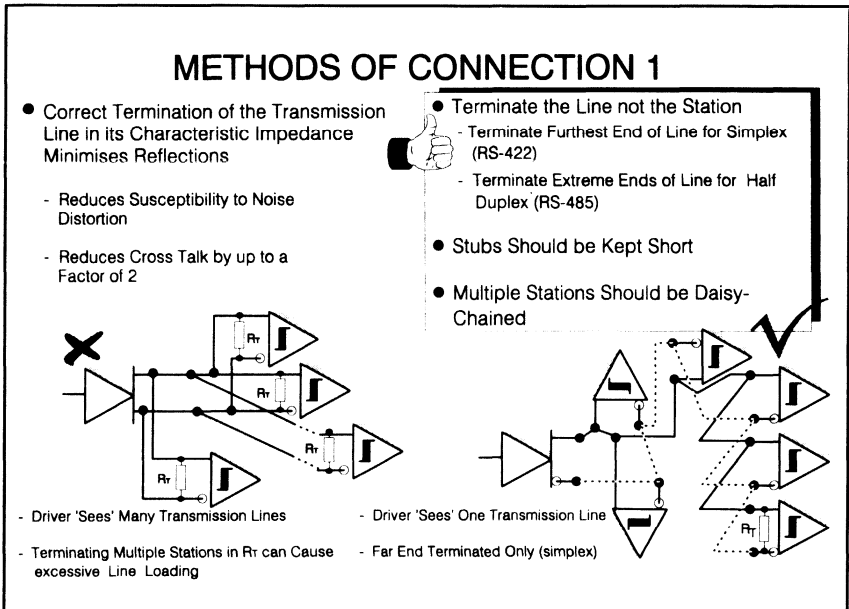 METHODS OF CONNECTION 1
● Correct Termination of the Transmission
Line in its Characteristic Impedance
Minimises Reflections
- Reduces Susceptibility to Noise
Distortion
- Reduces Cross Talk by up to a
Factor of 2
● Terminate the Line not the Station
- Terminate Furthest End of Line for Simplex
(RS-422)
- Terminate Extreme Ends of Line for Half
Duplex (RS-485)
● Stubs Should be Kept Short
● Multiple Stations Should be Daisy-
Chained
RT
RT
RT
RT
RT
- Driver 'Sees' Many Transmission Lines
- Terminating Multiple Stations in RT can Cause
excessive Line Loading
- Driver 'Sees' One Transmission Line
- Far End Terminated Only (simplex)